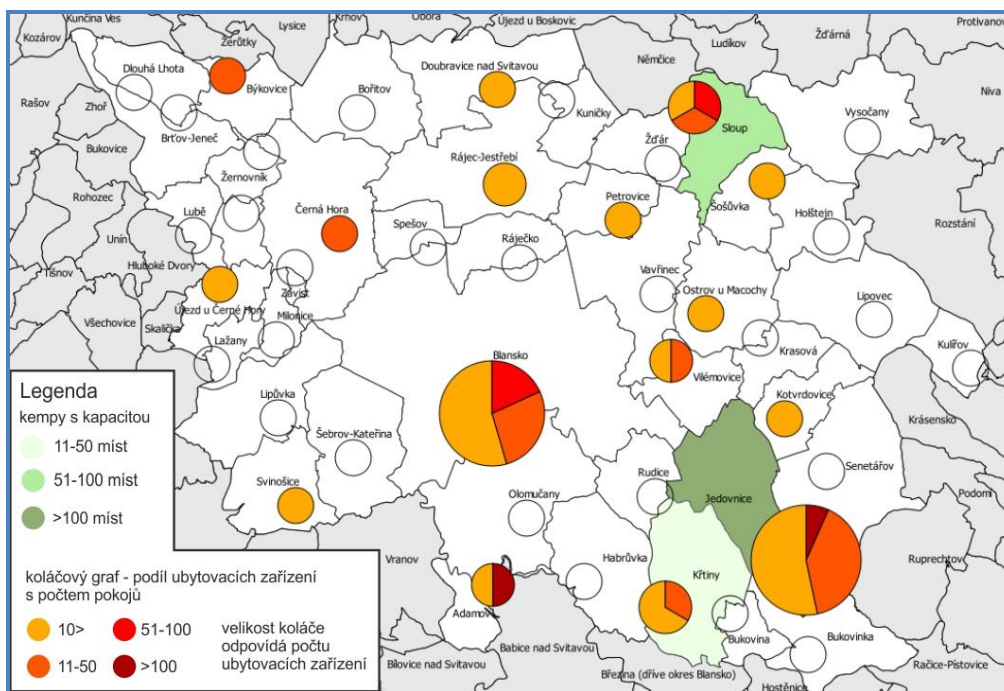 Kunčina Ves
Lysice
Krhov
Obora
Újezd u Boskovic
Protivanov
Kozárov
Žerůtky
Němčice
Ludíkov
Žďárná
Dlouhá Lhota
Býkovice
Bořitov
Doubravice nad Svitavou
Kuničky
Niva
Rašov
Zhoř
Brťov-Jeneč
Sloup
Vysočany
Bukovice
Žďár
Rájec-Jestřebí
Žernovník
Rohozec
Petrovice
Šošůvka
Černá Hora
Lubě
Spešov
Holštejn
Rozstání
Unín
Ráječko
Hluboké Dvory
Vavřinec
Tišnov
Závist
Ostrov u Macochy
Lipovec
Všechovice
Újezd u Černé Hory
Skalička
Milonice
Lažany
Krasová
Kulířov
Blansko
Vilémovice
Legenda
kempy s kapacitou
11-50 míst
51-100 míst
>100 míst
Lipůvka
Kotvrdovice
Krásensko
Šebrov-Kateřina
Rudice
Senetářov
Svinošice
Jedovnice
Olomučany
Podomí
Vranov
Habrůvka
Ruprechtov
koláčový graf - podíl ubytovacích zařízení
s počtem pokojů
10>
51-100
11-50
>100
velikost koláče
odpovídá počtu
ubytovacích zařízení
Křtiny
Adamov
Bukovina
Bukovinka
Babice nad Svitavou
Bílovice nad Svitavou
Březina (dříve okres Blansko)
Račice-Pístovice
Hostěnice